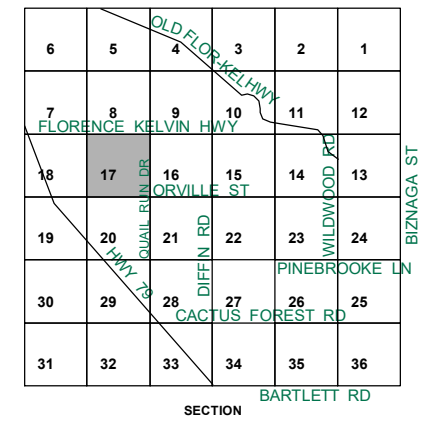 OLD FLOR-KELHWY
6 5 4 3 2 1
7 8 9 10 11 12
FLORENCE KELVIN HWY
18 17 16 15 14 13
QUAIL RUN DR
ORVILLE ST
WILDWOOD RD
BIZNAGA ST
19 20 21 22 23 24
HWY 79
DIFFIN RD
PINEBROOKE LN
30 29 28 27 26 25
CACTUS FOREST RD
31 32 33 34 35 36
BARTLETT RD
SECTION